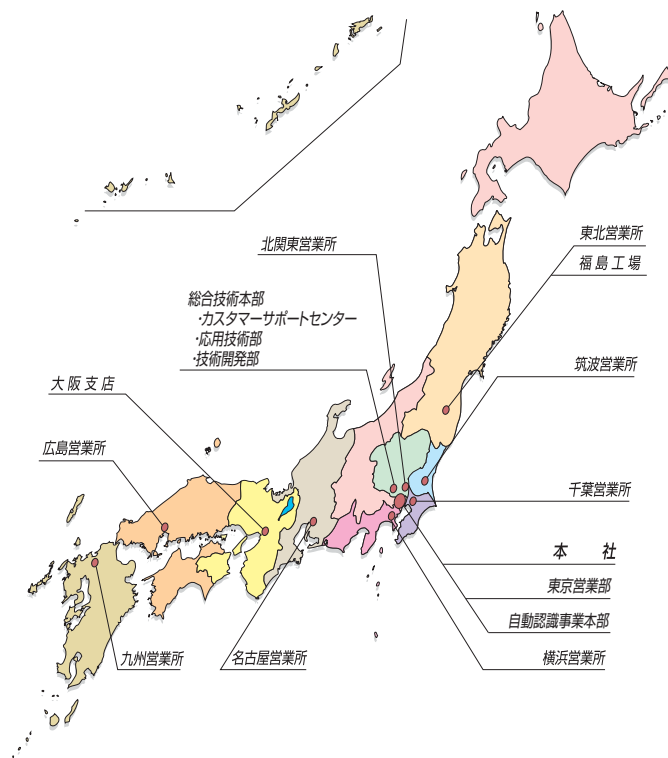 北関東営業所
東北営業所
福島工場
総合技術本部
・カスタマーサポートセンター
・応用技術部
・技術開発部
筑波営業所
大阪支店
広島営業所
千葉営業所
本 社
東京営業部
自動認識事業本部
九州営業所
名古屋営業所
横浜営業所